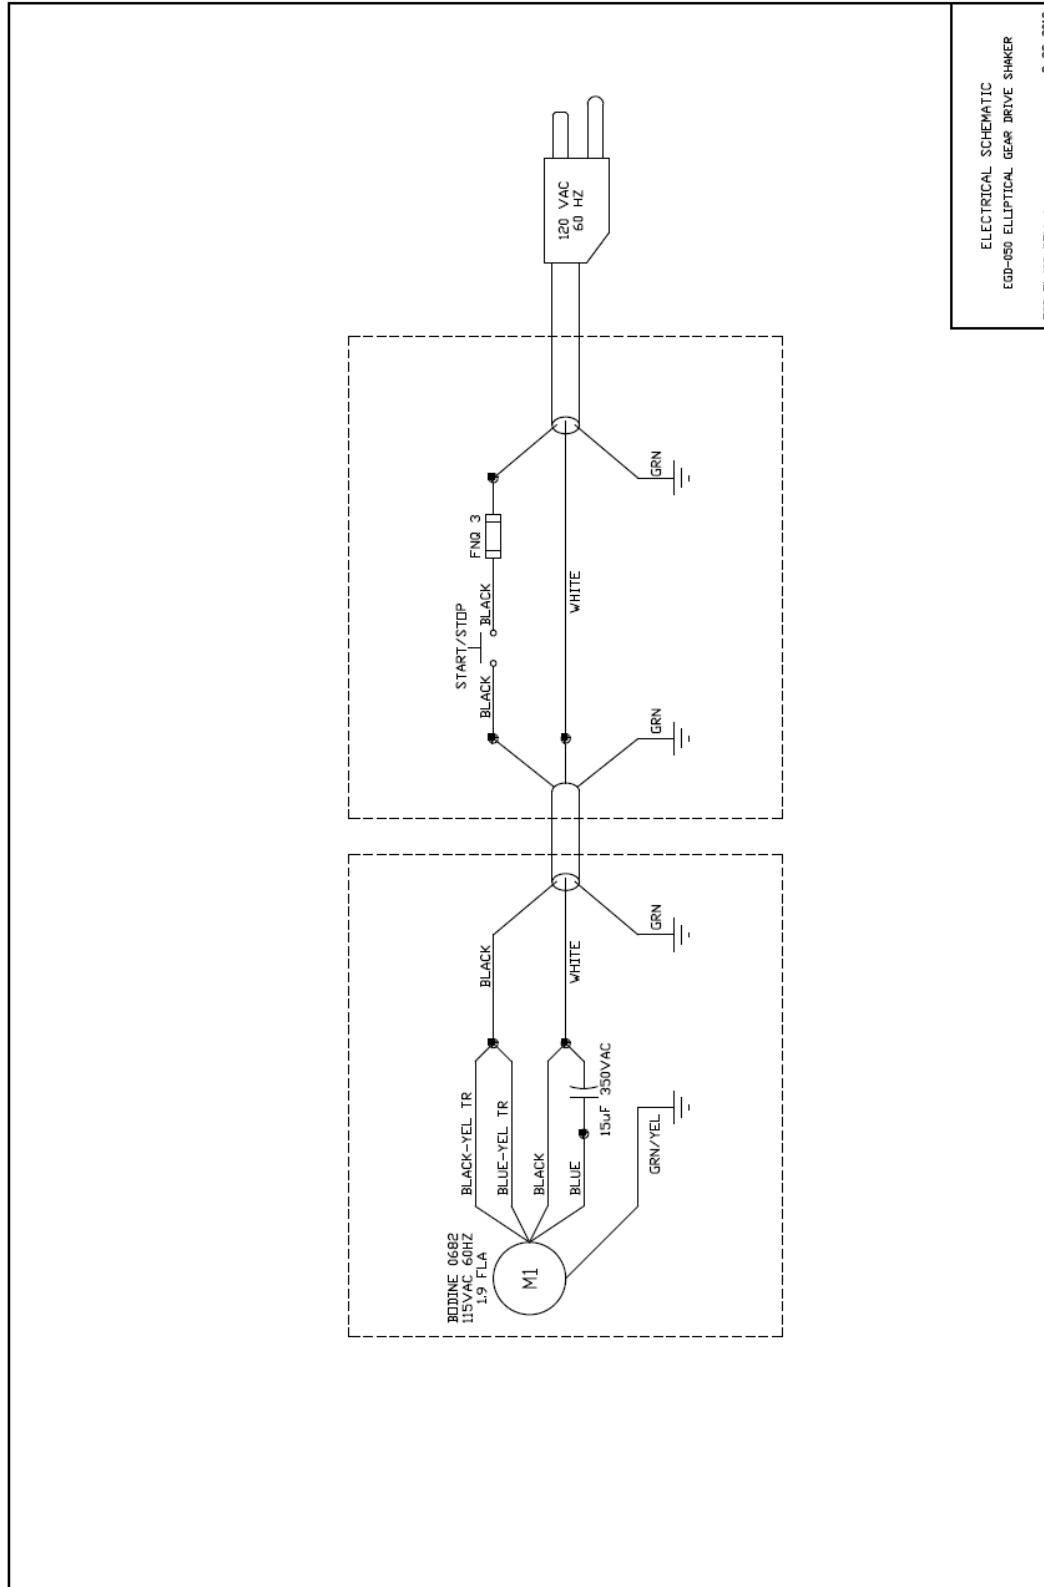 ELECTRICAL SCHEMATIC
EGD-050 ELLIPTICAL GEAR DRIVE SHAKER
120 VAC
60 HZ
GRN
FNQ 3
BLACK
WHITE
START/STOP
BLACK
GRN
GRN
BLACK
WHITE
15uF 350VAC
BLACK-YEL TR
BLUE-YEL TR
BLACK
BLUE
GRN/YEL
BODINE 0682
115VAC 60HZ
1.9 FLA
M1